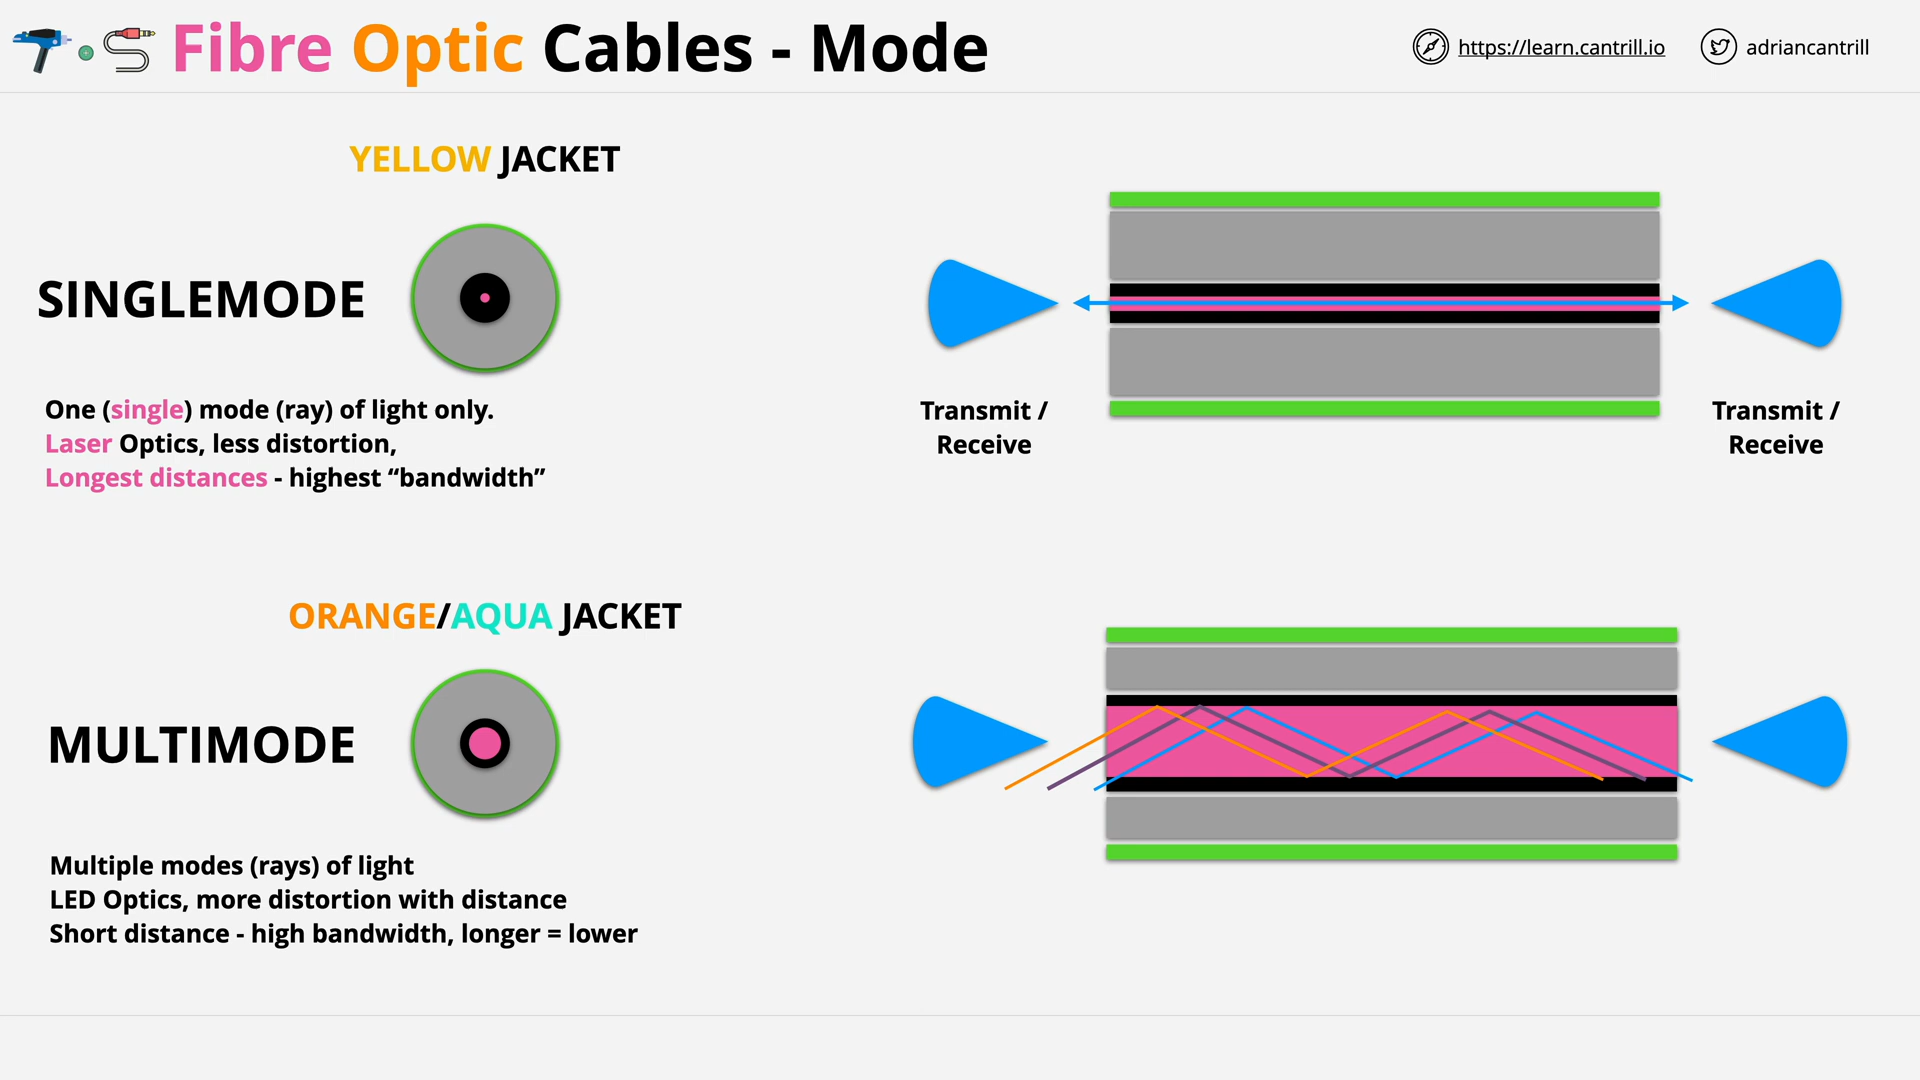 Fibre Optic Cables - Mode
https://learn.cantrill.io
adriancantrill
YELLOW JACKET
SINGLEMODE
One (single) mode (ray) of light only.
Laser Optics, less distortion,
Longest distances - highest “bandwidth”
Transmit /
Receive
Transmit /
Receive
ORANGE/AQUA JACKET
MULTIMODE
Multiple modes (rays) of light
LED Optics, more distortion with distance
Short distance - high bandwidth, longer = lower